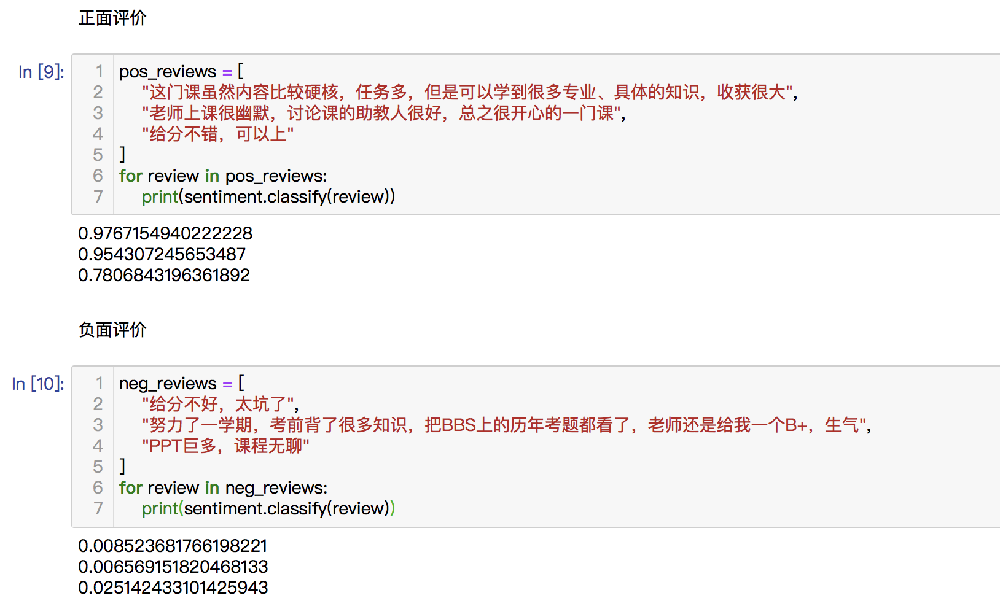 正面评价
In [9]:
1 pos_reviews = [
2 "这门课虽然内容比较硬核，任务多，但是可以学到很多专业、具体的知识，收获很大",
3 "老师上课很幽默，讨论课的助教人很好，总之很开心的一门课",
4 "给分不错，可以上"
5 ]
6 for review in pos_reviews:
7 print(sentiment.classify(review))
0.9767154940222228
0.954307245653487
0.7806843196361892
负面评价
In [10]:
1 neg_reviews = [
2 "给分不好，太坑了",
3 "努力了一学期，考前背了很多知识，把BBS上的历年考题都看了，老师还是给我一个B+，生气",
4 "PPT巨多，课程无聊"
5 ]
6 for review in neg_reviews:
7 print(sentiment.classify(review))
0.008523681766198221
0.006569151820468133
0.025142433101425943